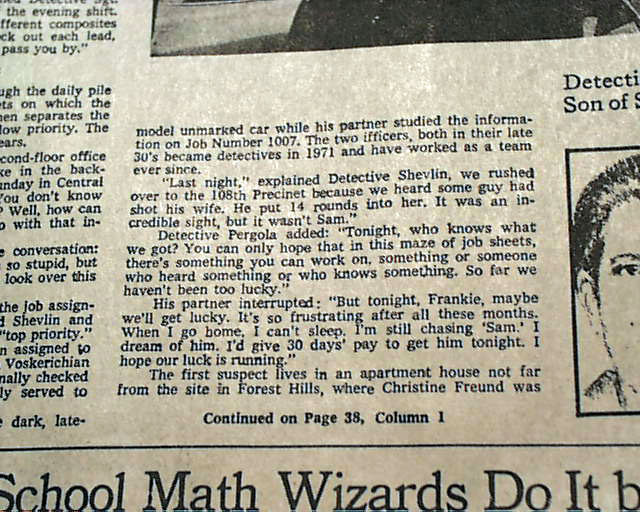 the evening shift.
fferent composites
ck out each lead,
pass you by."
ugh the daily pile
ts on which the
en separates the
low priority. The
ears.
cond-floor office
ke in the back-
unday in Central
You don't know
? Well, how can
o with that in-
e conversation:
so stupid, but
look over this
the job assign-
d Shevlin and
"top priority."
n assigned to
Voskerichian
nally checked
ly served to
e dark, late-
model unmarked car while his partner studied the informa-
tion on Job Number 1007. The two ifficers, both in their late
30's became detectives in 1971 and have worked as a team
ever since.
"Last night," explained Detective Shevlin, we rushed
over to the 108th Precinet because we heard some guy had
shot his wife. He put 14 rounds into her. It was an in-
credible sight, but it wasn't Sam."
Detective Pergola added: "Tonight, who knows what
we got? You can only hope that in this maze of job sheets,
there's something you can work on, something or someone
who heard something or who knows something. So far we
haven't been too lucky."
His partner interrupted: "But tonight, Frankie, maybe
we'll get lucky. It's so frustrating after all these months.
When I go home, I can't sleep. I'm still chasing 'Sam.' I
dream of him. I'd give 30 days' pay to get him tonight. I
hope our luck is running."
The first suspect lives in an apartment house not far
from the site in Forest Hills, where Christine Freund was
Continued on Page 38, Column 1
Detecti
Son of S
School Math Wizards Do It b